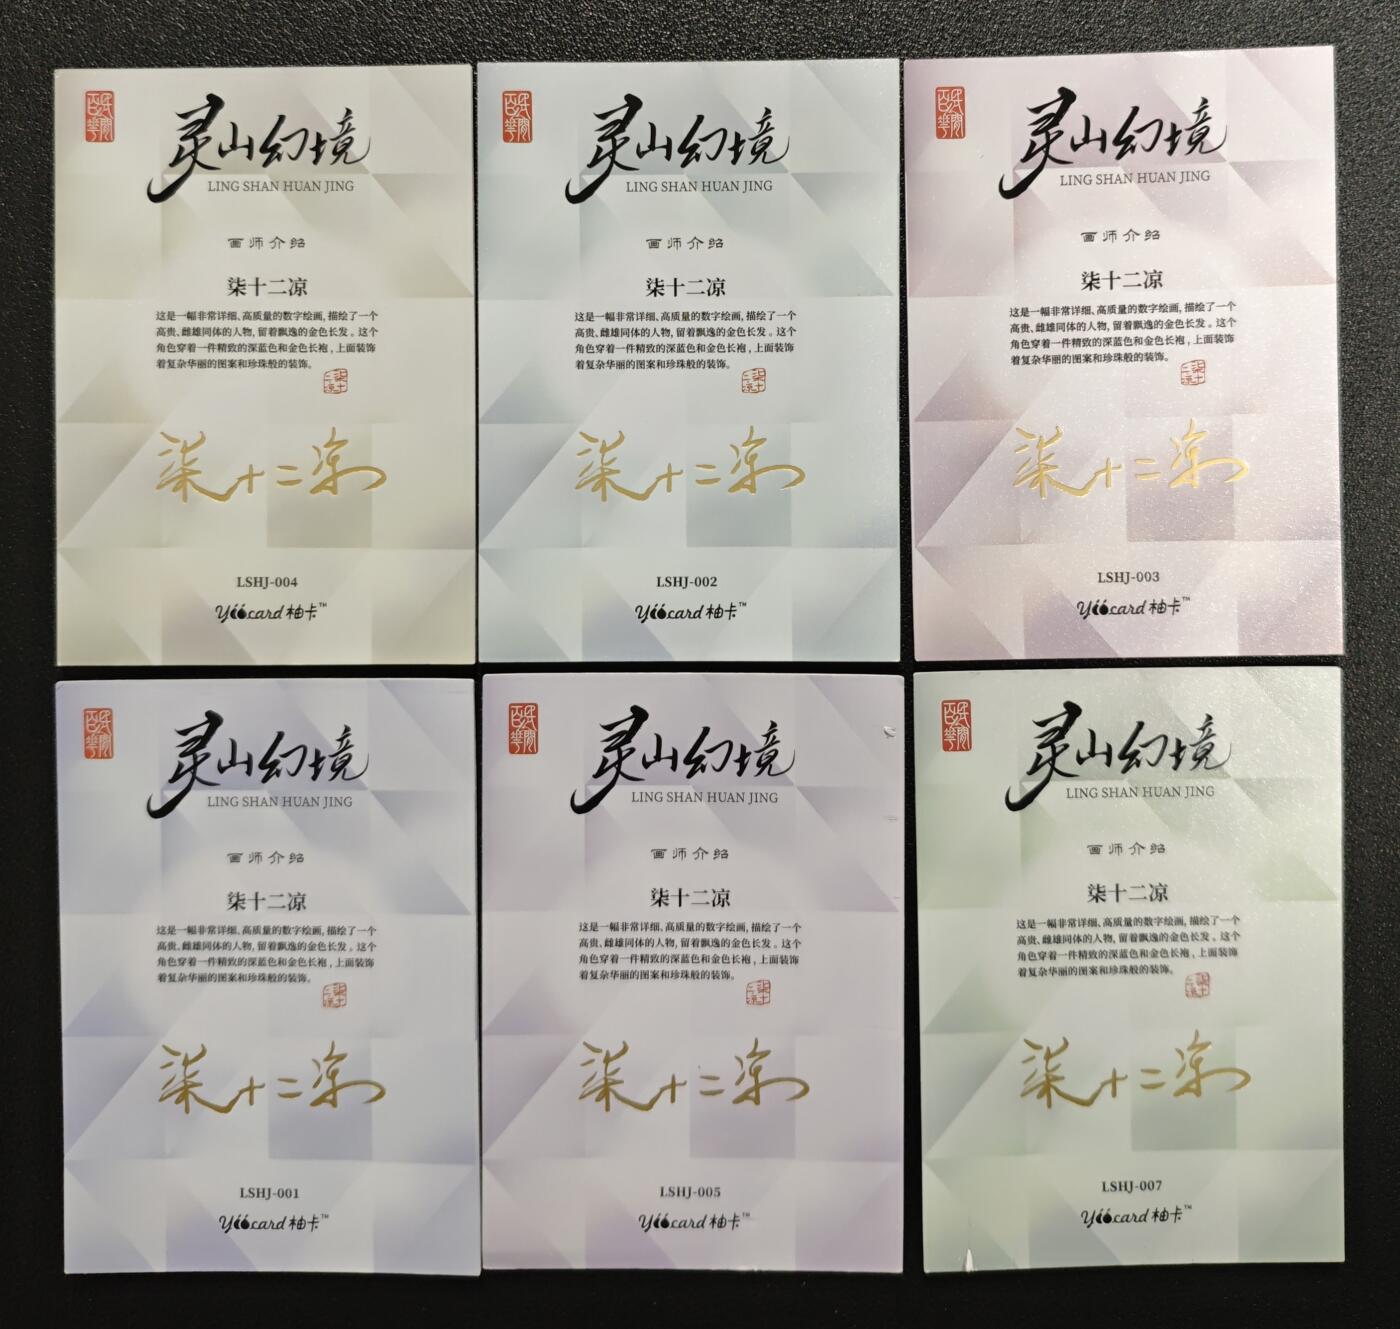 灵山幻境
LING SHAN HUAN JING
画师介绍
柒十二凉
这是一幅非常详细、高质量的数字绘画, 描绘了一个
高贵、雌雄同体的人物, 留着飘逸的金色长发。这个
角色穿着一件精致的深蓝色和金色长袍, 上面装饰
着复杂华丽的图案和珍珠般的装饰。
柒十二凉
柒十二凉
LSHJ-004
yoocard 柚卡™
灵山幻境
LING SHAN HUAN JING
画师介绍
柒十二凉
这是一幅非常详细、高质量的数字绘画, 描绘了一个
高贵、雌雄同体的人物, 留着飘逸的金色长发。这个
角色穿着一件精致的深蓝色和金色长袍, 上面装饰
着复杂华丽的图案和珍珠般的装饰。
柒十二凉
柒十二凉
LSHJ-002
yoocard 柚卡™
灵山幻境
LING SHAN HUAN JING
画师介绍
柒十二凉
这是一幅非常详细、高质量的数字绘画, 描绘了一个
高贵、雌雄同体的人物, 留着飘逸的金色长发。这个
角色穿着一件精致的深蓝色和金色长袍, 上面装饰
着复杂华丽的图案和珍珠般的装饰。
柒十二凉
柒十二凉
LSHJ-003
yoocard 柚卡™
灵山幻境
LING SHAN HUAN JING
画师介绍
柒十二凉
这是一幅非常详细、高质量的数字绘画, 描绘了一个
高贵、雌雄同体的人物, 留着飘逸的金色长发。这个
角色穿着一件精致的深蓝色和金色长袍, 上面装饰
着复杂华丽的图案和珍珠般的装饰。
柒十二凉
柒十二凉
LSHJ-001
yoocard 柚卡™
灵山幻境
LING SHAN HUAN JING
画师介绍
柒十二凉
这是一幅非常详细、高质量的数字绘画, 描绘了一个
高贵、雌雄同体的人物, 留着飘逸的金色长发。这个
角色穿着一件精致的深蓝色和金色长袍, 上面装饰
着复杂华丽的图案和珍珠般的装饰。
柒十二凉
柒十二凉
LSHJ-005
yoocard 柚卡™
灵山幻境
LING SHAN HUAN JING
画师介绍
柒十二凉
这是一幅非常详细、高质量的数字绘画, 描绘了一个
高贵、雌雄同体的人物, 留着飘逸的金色长发。这个
角色穿着一件精致的深蓝色和金色长袍, 上面装饰
着复杂华丽的图案和珍珠般的装饰。
柒十二凉
柒十二凉
LSHJ-007
yoocard 柚卡™